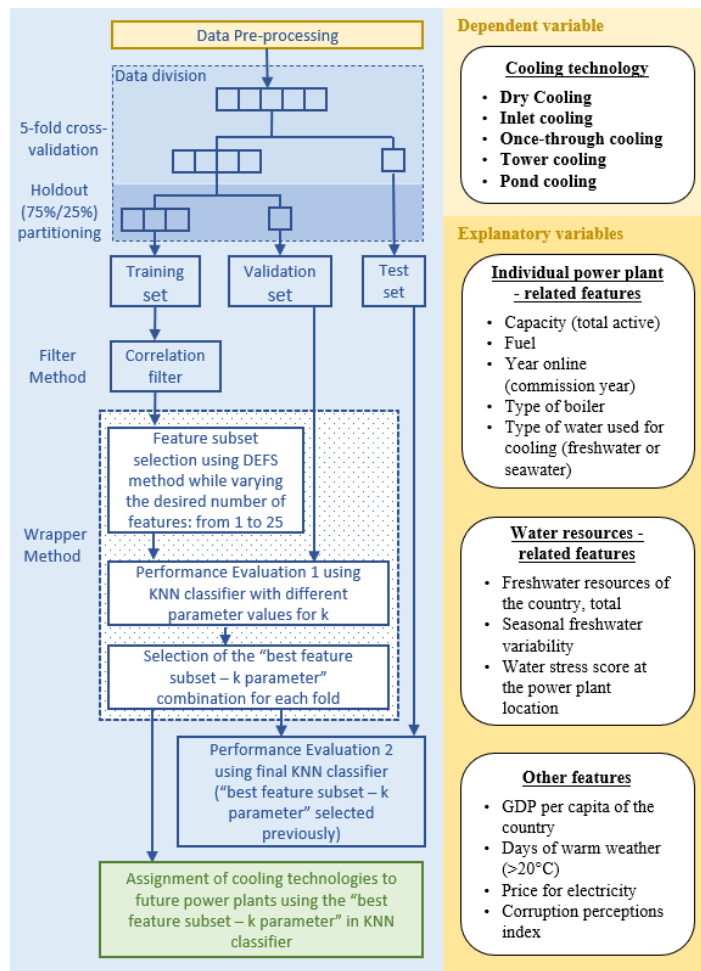 Data Pre-processing
Data division
5-fold cross-
validation
Holdout
(75%/25%)
partitioning
Training
set
Validation
set
Test
set
Filter
Method
Correlation
filter
Wrapper
Method
Feature subset
selection using DEFS
method while varying
the desired number of
features: from 1 to 25
Performance Evaluation 1 using
KNN classifier with different
parameter values for k
Selection of the “best feature
subset – k parameter”
combination for each fold
Performance Evaluation 2
using final KNN classifier
(“best feature subset – k
parameter” selected
previously)
Assignment of cooling technologies to
future power plants using the “best
feature subset – k parameter” in KNN
classifier
Dependent variable
Cooling technology
• Dry Cooling
• Inlet cooling
• Once-through cooling
• Tower cooling
• Pond cooling
Explanatory variables
Individual power plant
- related features
• Capacity (total active)
• Fuel
• Year online
(commission year)
• Type of boiler
• Type of water used for
cooling (freshwater or
seawater)
Water resources -
related features
• Freshwater resources of
the country, total
• Seasonal freshwater
variability
• Water stress score at
the power plant
location
Other features
• GDP per capita of the
country
• Days of warm weather
(>20°C)
• Price for electricity
• Corruption perceptions
index